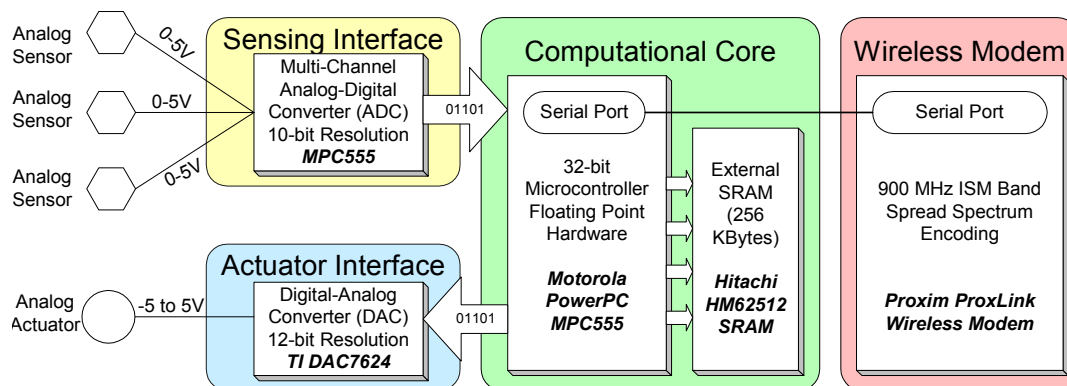 Analog
Sensor
0-5V
Analog
Sensor
0-5V
Analog
Sensor
0-5V
Sensing Interface
Multi-Channel
Analog-Digital
Converter (ADC)
10-bit Resolution
MPC555
01101
Analog
Actuator
-5 to 5V
Actuator Interface
Digital-Analog
Converter (DAC)
12-bit Resolution
TI DAC7624
01101
Computational Core
Serial Port
32-bit
Microcontroller
Floating Point
Hardware
Motorola
PowerPC
MPC555
External
SRAM
(256
KBytes)
Hitachi
HM62512
SRAM
Wireless Modem
Serial Port
900 MHz ISM Band
Spread Spectrum
Encoding
Proxim ProxLink
Wireless Modem